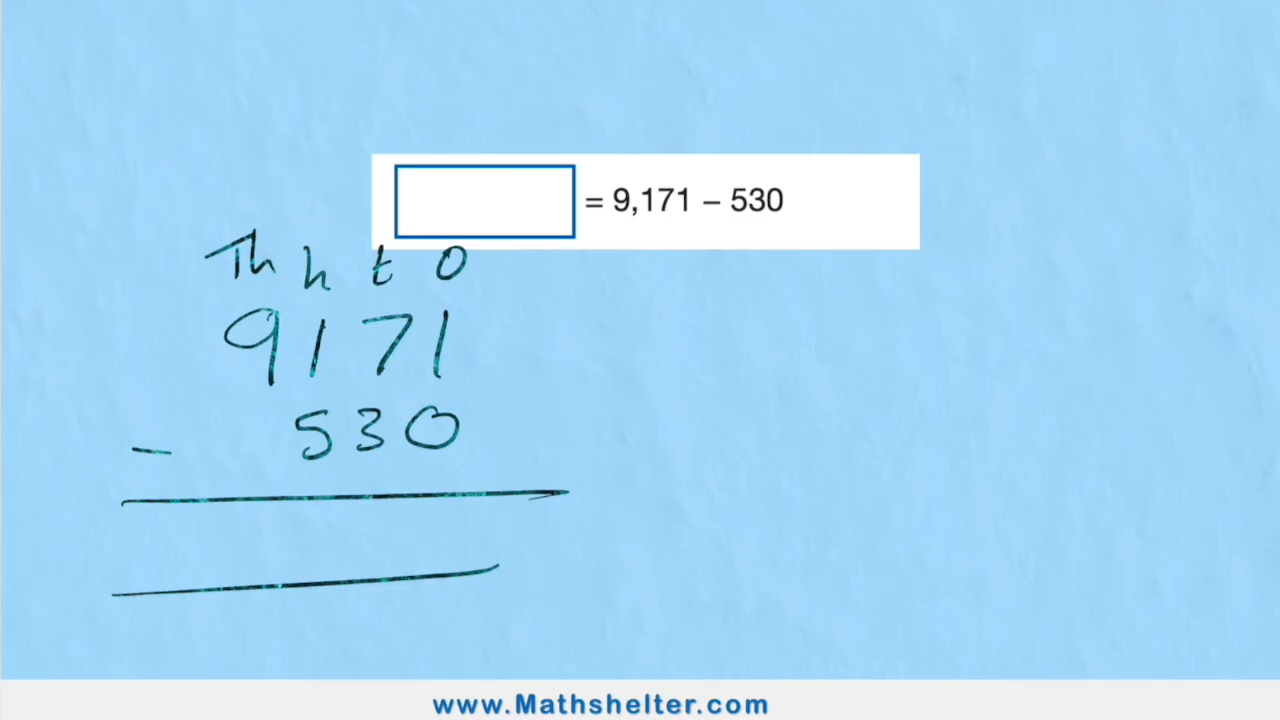 = 9,171 – 530
Th h t O
9171
530
–
www.Mathshelter.com